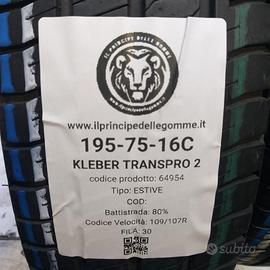 IL PRINCIPE DELLE GOMME
www.ilprincipedellegomme.it
195-75-16C
KLEBER TRANSPRO 2
codice prodotto: 64954
Tipo: ESTIVE
COD:
Battistrada: 80%
Codice Velocità: 109/107R
FILA: 30
subito